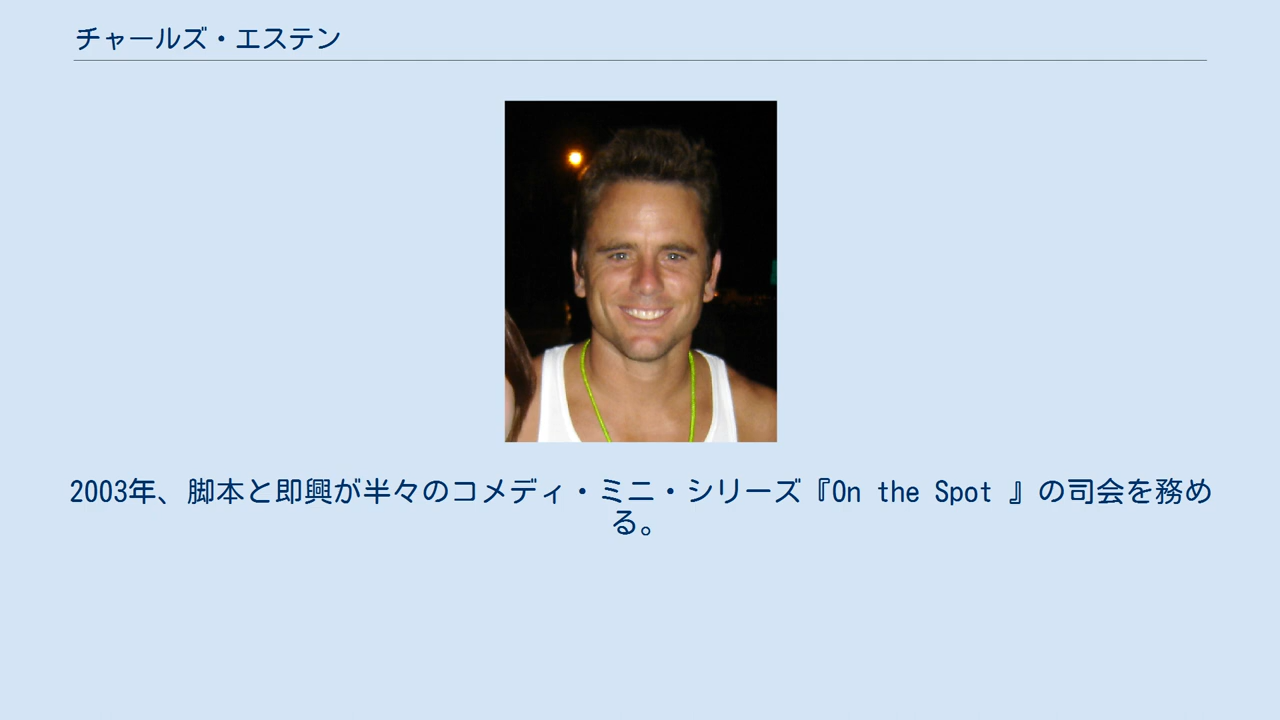 チャールズ・エステン
2003年、脚本と即興が半々のコメディ・ミニ・シリーズ『On the Spot 』の司会を務め
る。